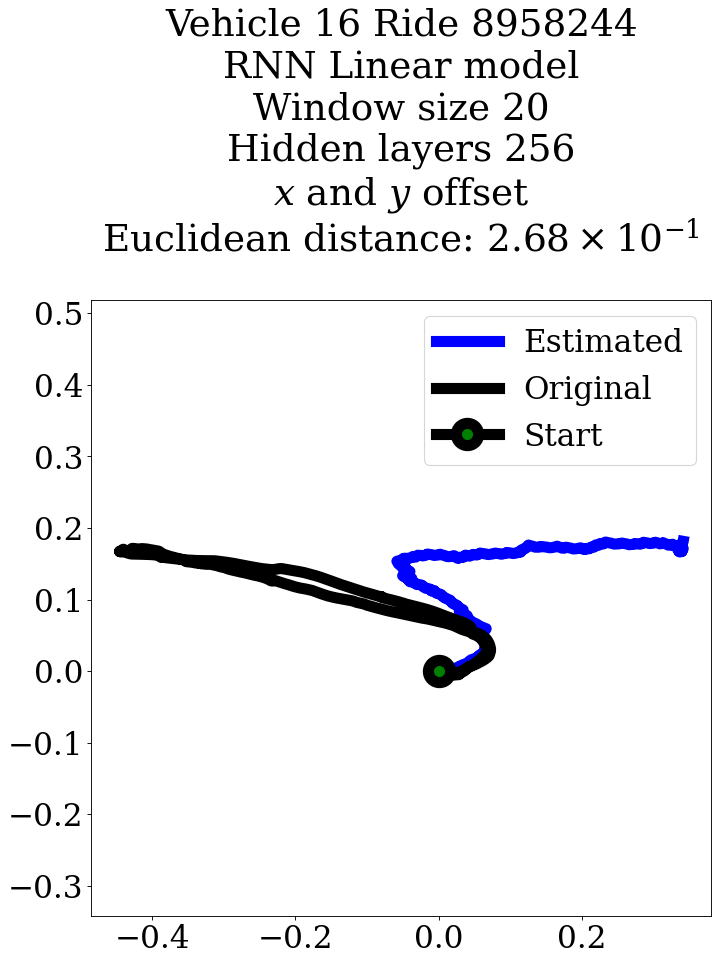 Vehicle 16 Ride 8958244
RNN Linear model
Window size 20
Hidden layers 256
x and y offset
Euclidean distance: 2.68 × 10⁻¹
Estimated
Original
Start
0.5
0.4
0.3
0.2
0.1
0.0
−0.1
−0.2
−0.3
−0.4 −0.2 0.0 0.2